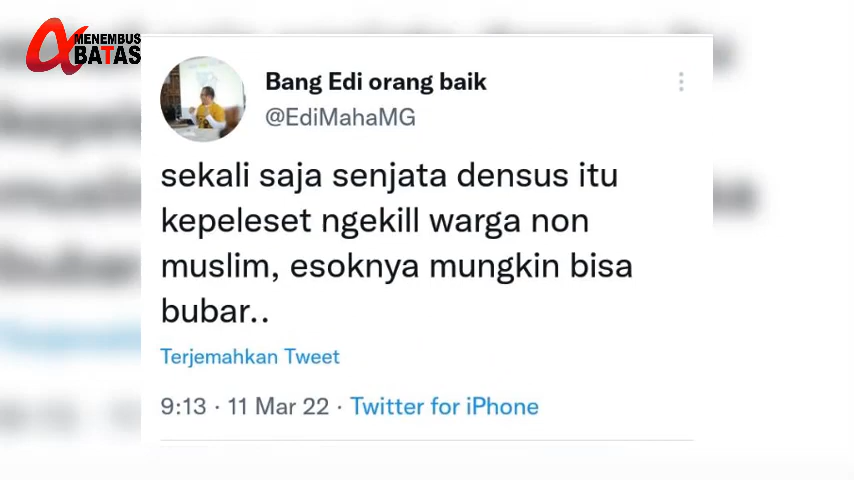 MENEMBUS
BATAS
Bang Edi orang baik
@EdiMahaMG
sekali saja senjata densus itu
kepeleset ngekill warga non
muslim, esoknya mungkin bisa
bubar..
Terjemahkan Tweet
9:13 · 11 Mar 22 · Twitter for iPhone